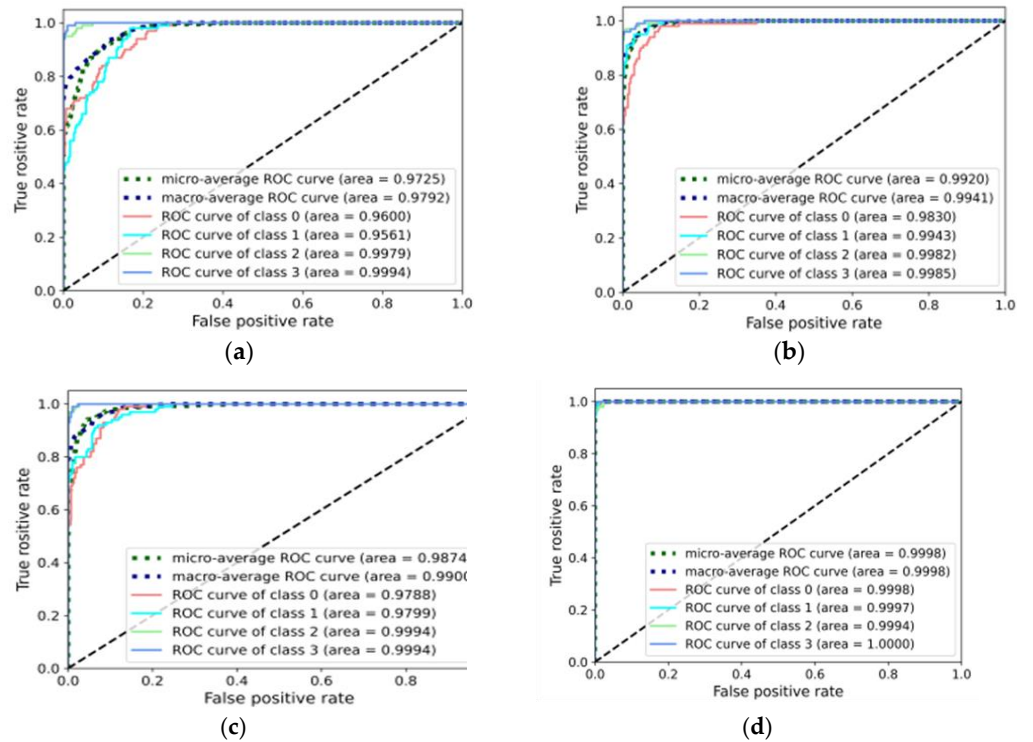 1.0
0.8
0.6
0.4
0.2
0.0
True rositive rate
micro-average ROC curve (area = 0.9725)
macro-average ROC curve (area = 0.9792)
ROC curve of class 0 (area = 0.9600)
ROC curve of class 1 (area = 0.9561)
ROC curve of class 2 (area = 0.9979)
ROC curve of class 3 (area = 0.9994)
0.0 0.2 0.4 0.6 0.8 1.0
False positive rate
(a)
1.0
0.8
0.6
0.4
0.2
0.0
True rositive rate
micro-average ROC curve (area = 0.9920)
macro-average ROC curve (area = 0.9941)
ROC curve of class 0 (area = 0.9830)
ROC curve of class 1 (area = 0.9943)
ROC curve of class 2 (area = 0.9982)
ROC curve of class 3 (area = 0.9985)
0.0 0.2 0.4 0.6 0.8 1.0
False positive rate
(b)
1.0
0.8
0.6
0.4
0.2
0.0
True rositive rate
micro-average ROC curve (area = 0.9874
macro-average ROC curve (area = 0.990
ROC curve of class 0 (area = 0.9788)
ROC curve of class 1 (area = 0.9799)
ROC curve of class 2 (area = 0.9994)
ROC curve of class 3 (area = 0.9994)
0.0 0.2 0.4 0.6 0.8
False positive rate
(c)
1.0
0.8
0.6
0.4
0.2
0.0
True rositive rate
micro-average ROC curve (area = 0.9998)
macro-average ROC curve (area = 0.9998)
ROC curve of class 0 (area = 0.9998)
ROC curve of class 1 (area = 0.9997)
ROC curve of class 2 (area = 0.9994)
ROC curve of class 3 (area = 1.0000)
0.0 0.2 0.4 0.6 0.8 1.0
False positive rate
(d)